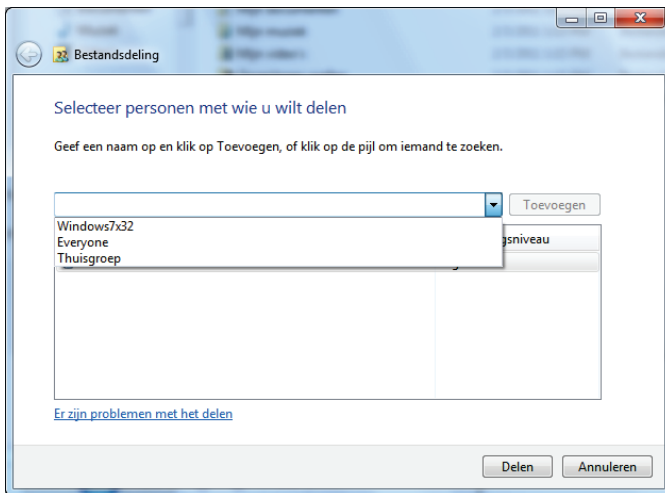 Bestandsdeling
Selecteer personen met wie u wilt delen
Geef een naam op en klik op Toevoegen, of klik op de pijl om iemand te zoeken.
Toevoegen
Windows7x32
Everyone
Thuisgroep
gsniveau
Er zijn problemen met het delen
Delen Annuleren